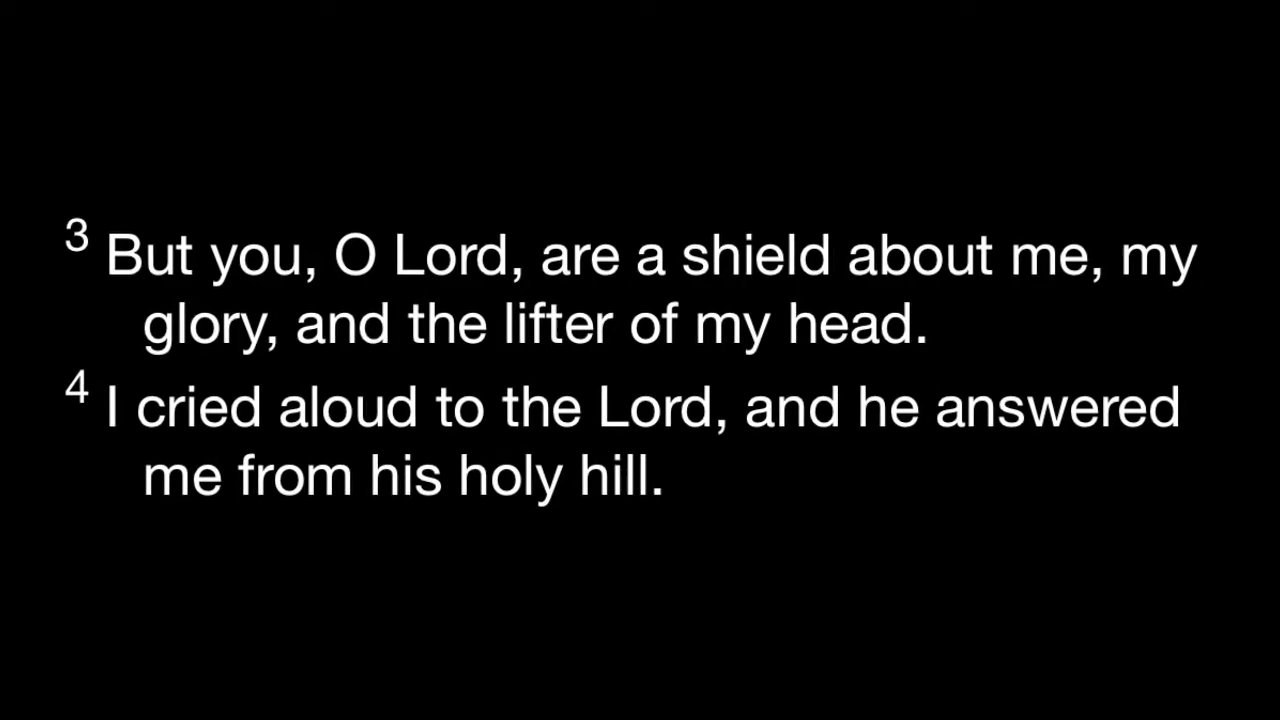 3 But you, O Lord, are a shield about me, my
glory, and the lifter of my head.
4 I cried aloud to the Lord, and he answered
me from his holy hill.